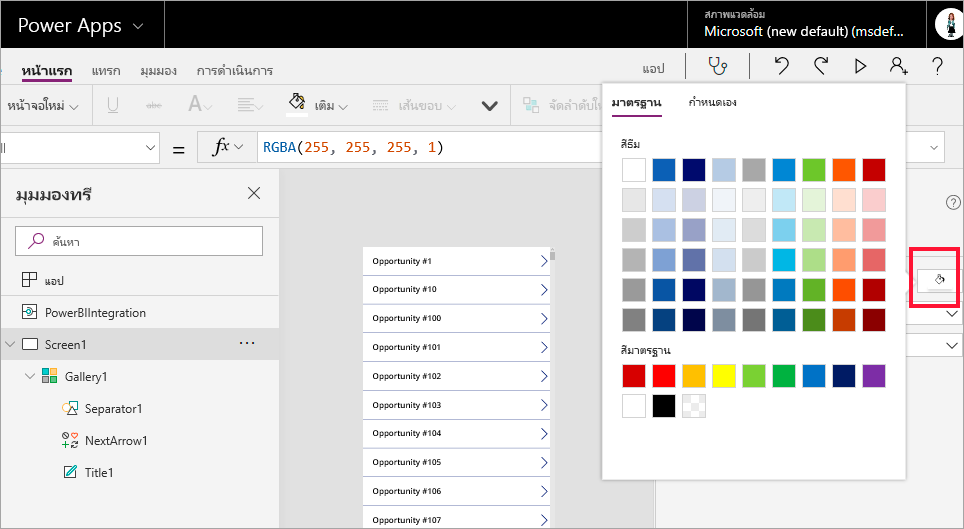 Power Apps
สภาพแวดล้อม
Microsoft (new default) (msdef...
หน้าแรก แทรก มุมมอง การดำเนินการ
แอป
หน้าจอใหม่ เติม เส้นขอบ
fx RGBA(255, 255, 255, 1)
มาตรฐาน กำหนดเอง
สีธีม
สีมาตรฐาน
มุมมองทรี
ค้นหา
แอป
PowerBIIntegration
Screen1
Gallery1
Separator1
NextArrow1
Title1
Opportunity #1
Opportunity #10
Opportunity #100
Opportunity #101
Opportunity #102
Opportunity #103
Opportunity #104
Opportunity #105
Opportunity #106
Opportunity #107